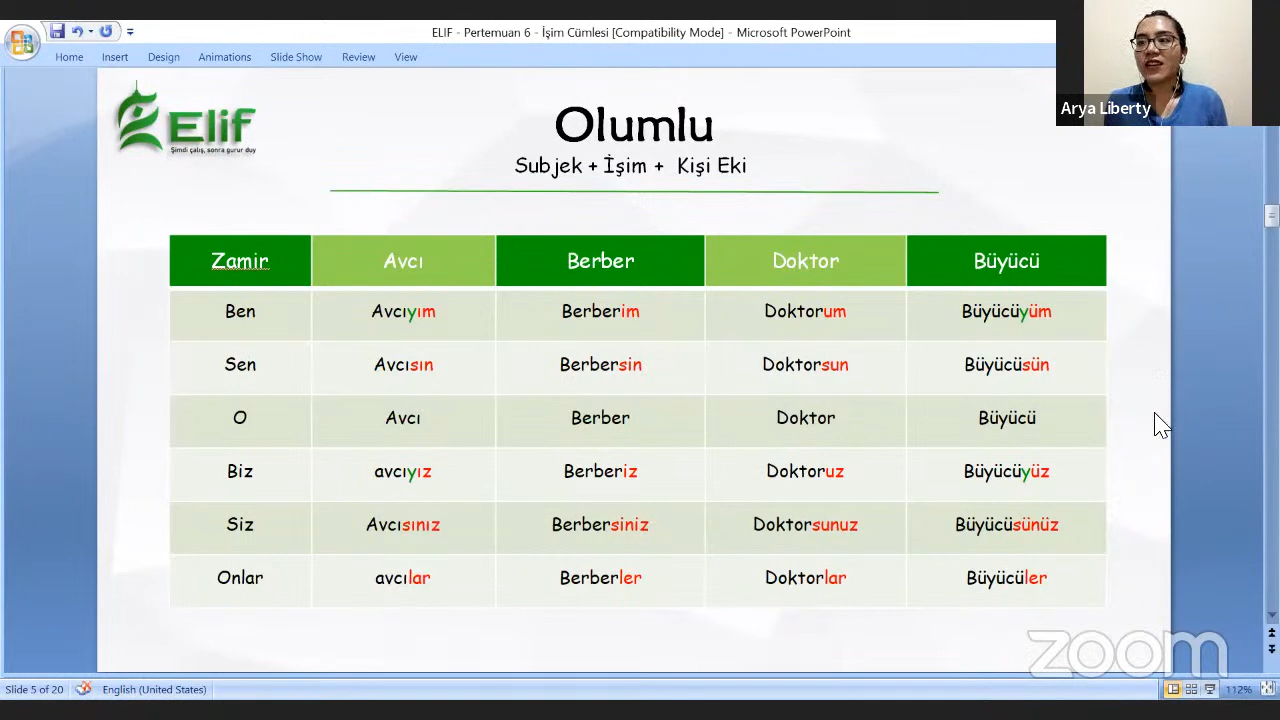 ELIF - Pertemuan 6 - İşim Cümlesi [Compatibility Mode] - Microsoft PowerPoint
Home Insert Design Animations Slide Show Review View
Arya Liberty
Elif
Şimdi çalış, sonra gurur duy
Olumlu
Subjek + İşim + Kişi Eki
Zamir Avcı Berber Doktor Büyücü
Ben Avcıyım Berberim Doktorum Büyücüyüm
Sen Avcısın Berbersin Doktorsun Büyücüsün
O Avcı Berber Doktor Büyücü
Biz avcıyız Berberiz Doktoruz Büyücüyüz
Siz Avcısınız Berbersiniz Doktorsunuz Büyücüsünüz
Onlar avcılar Berberler Doktorlar Büyücüler
zoom
Slide 5 of 20 English (United States) 112%